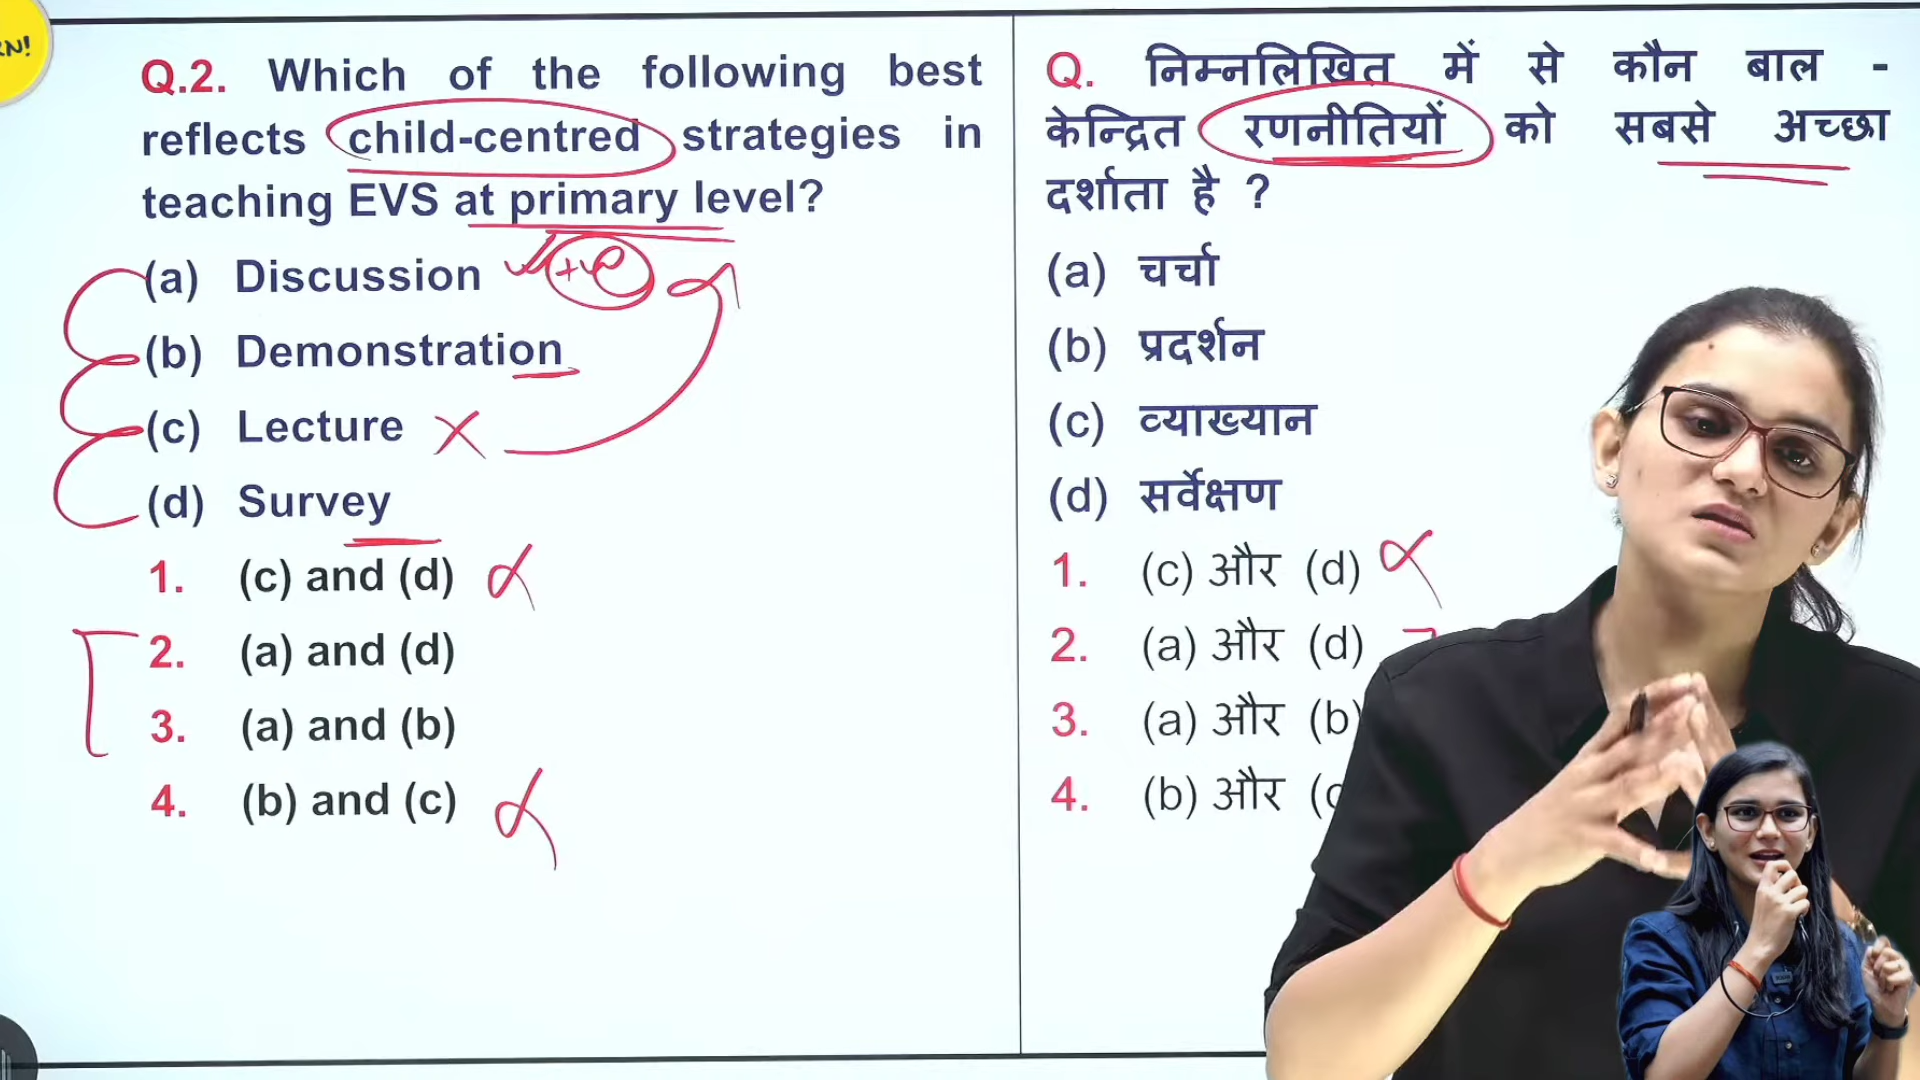 RN!
Q.2. Which of the following best
reflects child-centred strategies in
teaching EVS at primary level?
(a) Discussion +ve
(b) Demonstration
(c) Lecture
(d) Survey
1. (c) and (d)
2. (a) and (d)
3. (a) and (b)
4. (b) and (c)
Q. निम्नलिखित में से कौन बाल -
केन्द्रित रणनीतियों को सबसे अच्छा
दर्शाता है ?
(a) चर्चा
(b) प्रदर्शन
(c) व्याख्यान
(d) सर्वेक्षण
1. (c) और (d)
2. (a) और (d)
3. (a) और (b)
4. (b) और (c